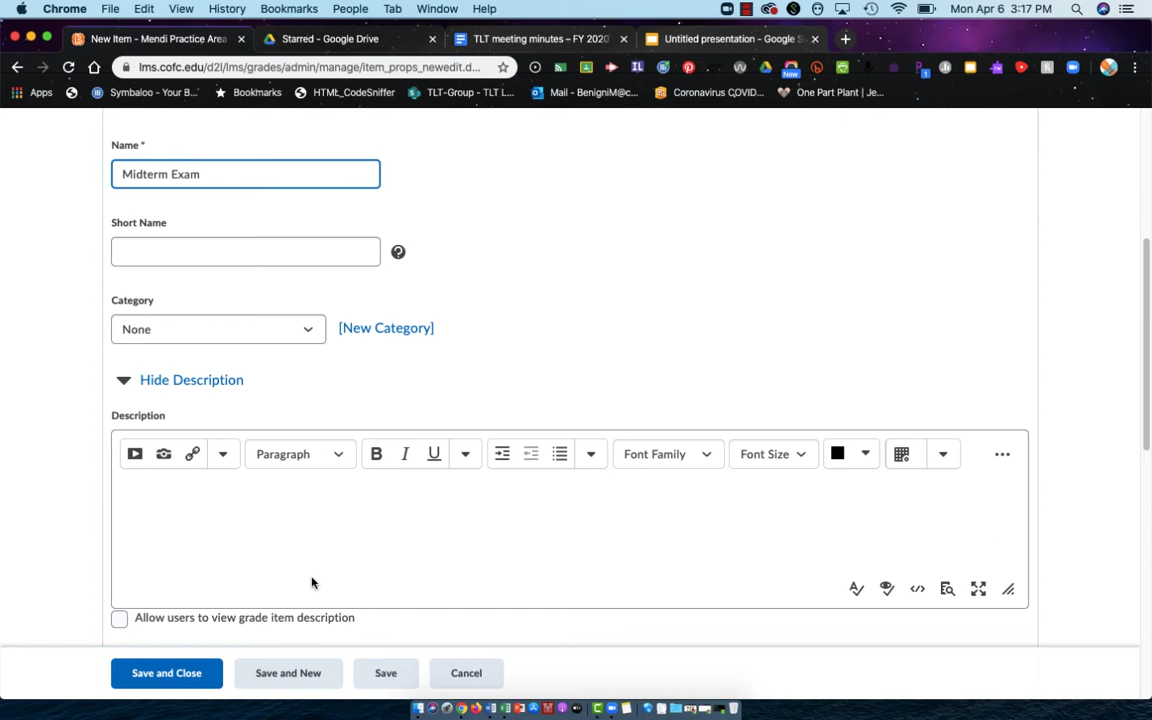 Chrome File Edit View History Bookmarks People Tab Window Help Mon Apr 6 3:17 PM
New Item - Mendi Practice Area Starred - Google Drive TLT meeting minutes – FY 2020 Untitled presentation - Google S
lms.cofc.edu/d2l/lms/grades/admin/manage/item_props_newedit.d... New 1
Apps Symbaloo - Your B... Bookmarks HTML_CodeSniffer TLT-Group - TLT L... Mail - BenigniM@c... Coronavirus COVID... One Part Plant | Je...
Name *
Midterm Exam
Short Name
Category
None [New Category]
Hide Description
Description
Paragraph B I U Font Family Font Size
Allow users to view grade item description
Save and Close Save and New Save Cancel